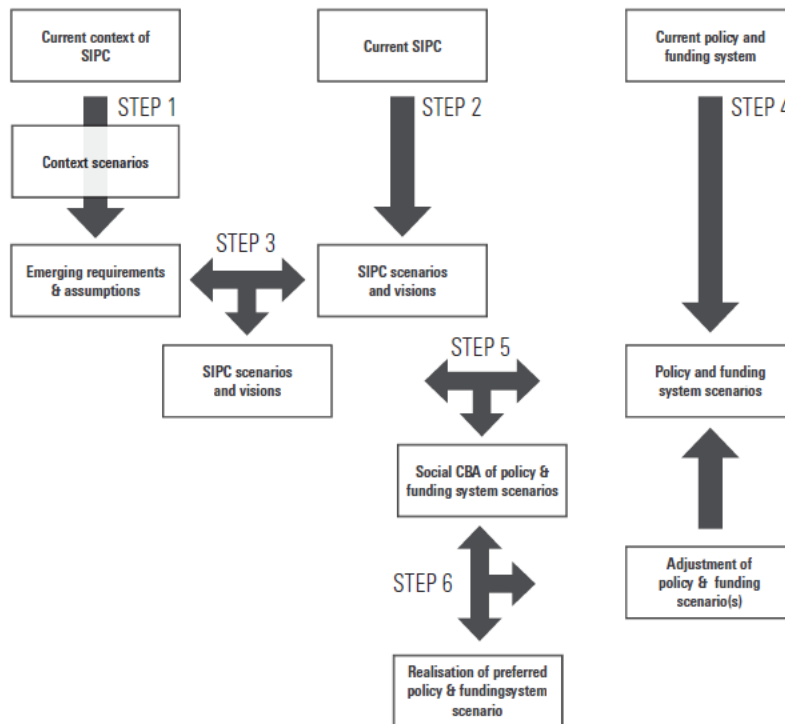 Current context of
SIPC
Current SIPC
Current policy and
funding system
STEP 1
STEP 2
STEP 4
Context scenarios
Emerging requirements
& assumptions
STEP 3
SIPC scenarios
and visions
SIPC scenarios
and visions
STEP 5
Policy and funding
system scenarios
Social CBA of policy &
funding system scenarios
STEP 6
Adjustment of
policy & funding
scenario(s)
Realisation of preferred
policy & fundingsystem
scenario